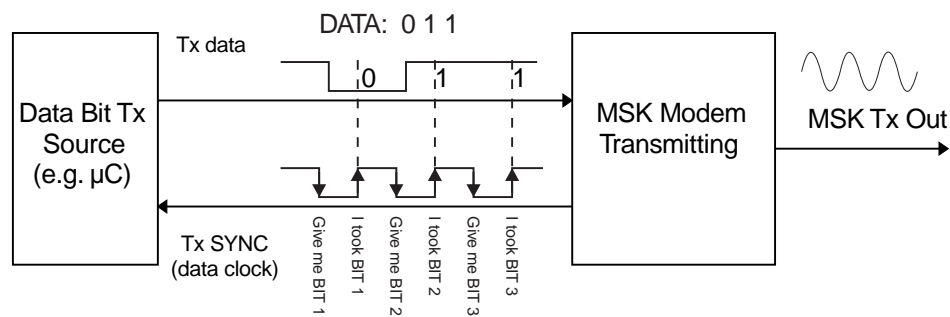 DATA: 0 1 1
Tx data
0 1 1
Data Bit Tx
Source
(e.g. µC)
MSK Modem
Transmitting
MSK Tx Out
Tx SYNC
(data clock)
Give me BIT 1
I took BIT 1
Give me BIT 2
I took BIT 2
Give me BIT 3
I took BIT 3